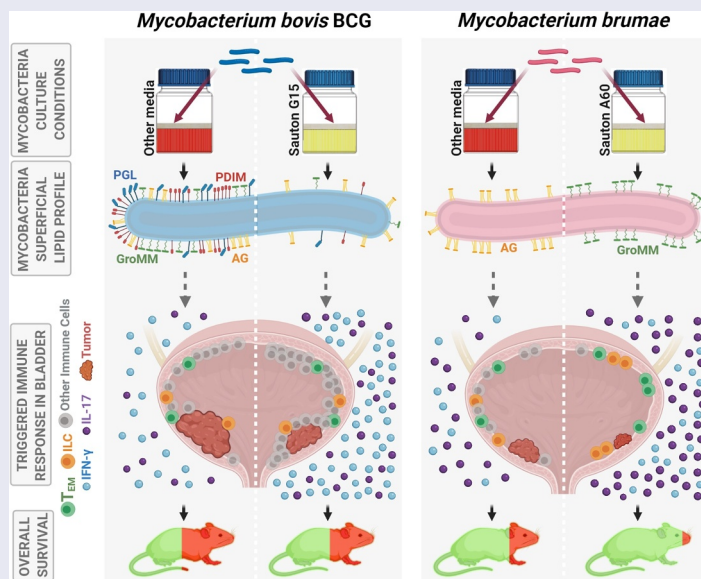 Mycobacterium bovis BCG
Mycobacterium brumae
MYCOBACTERIA
CULTURE
CONDITIONS
Other media
Sauton G15
Other media
Sauton A60
MYCOBACTERIA
SUPERFICIAL
LIPID PROFILE
PGL
PDIM
GroMM
AG
AG
GroMM
TRIGGERED IMMUNE
RESPONSE IN BLADDER
TEM
ILC
Other Immune Cells
IFN-γ
IL-17
Tumor
OVERALL
SURVIVAL